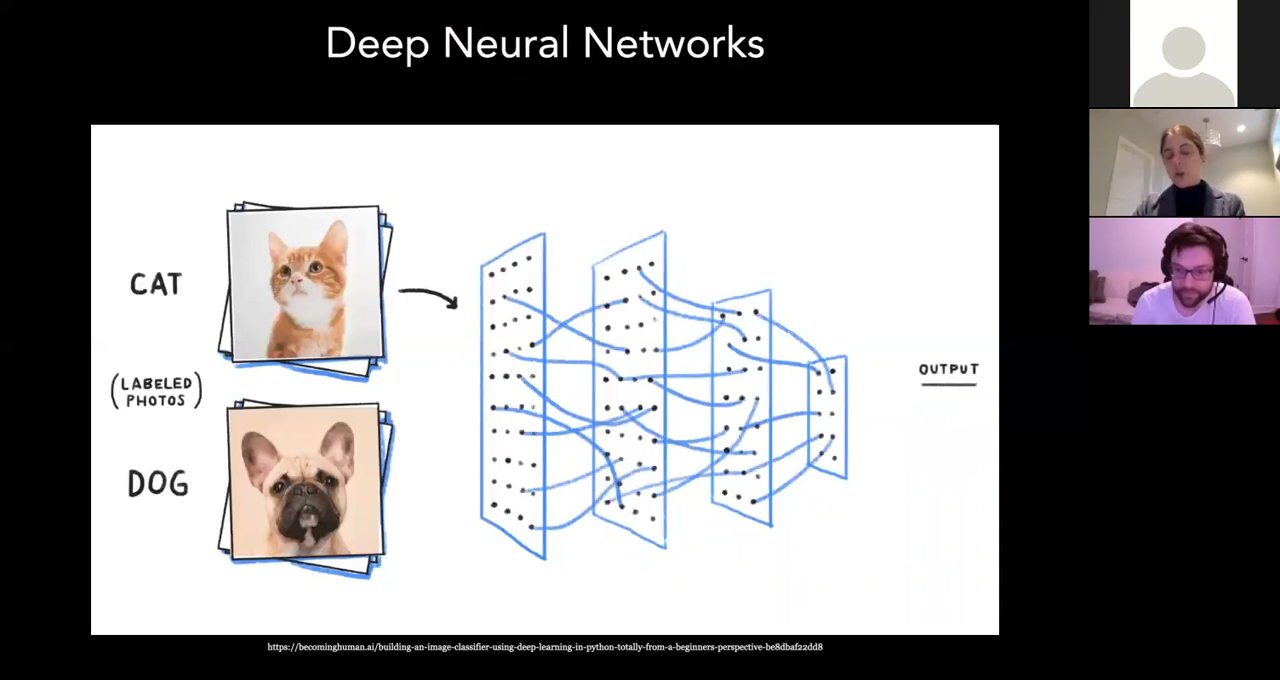 Deep Neural Networks
CAT
(LABELED
PHOTOS)
DOG
OUTPUT
https://becominghuman.ai/building-an-image-classifier-using-deep-learning-in-python-totally-from-a-beginners-perspective-be8dbaf22dd8